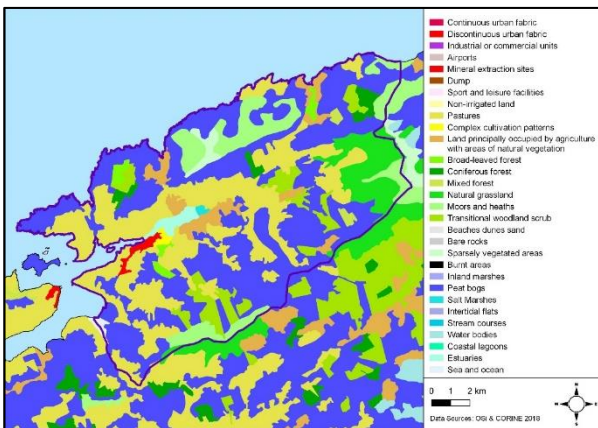 Continuous urban fabric
Discontinuous urban fabric
Industrial or commercial units
Airports
Mineral extraction sites
Dump
Sport and leisure facilities
Non-irrigated land
Pastures
Complex cultivation patterns
Land principally occupied by agriculture
with areas of natural vegetation
Broad-leaved forest
Coniferous forest
Mixed forest
Natural grassland
Moors and heaths
Transitional woodland scrub
Beaches dunes sand
Bare rocks
Sparsely vegetated areas
Burnt areas
Inland marshes
Peat bogs
Salt Marshes
Intertidal flats
Stream courses
Water bodies
Coastal lagoons
Estuaries
Sea and ocean
0 1 2 km
Data Sources: OSi & CORINE 2018